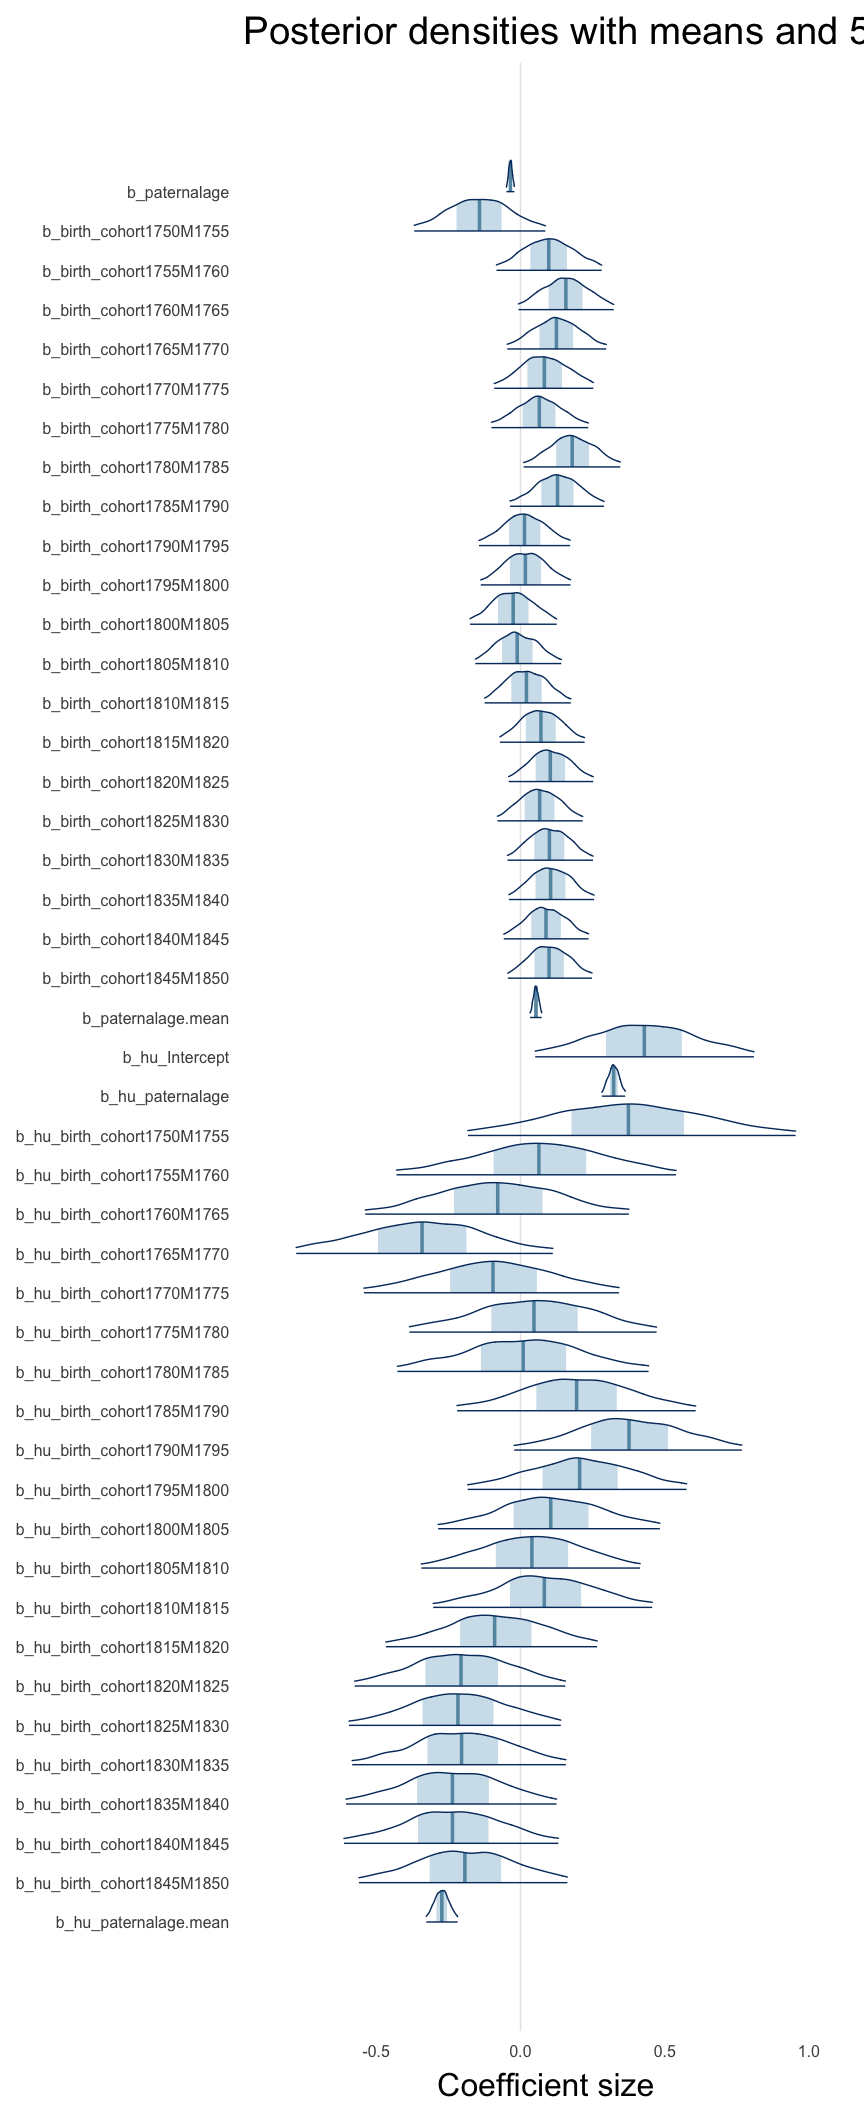 Posterior densities with means and 5
b_paternalage
b_birth_cohort1750M1755
b_birth_cohort1755M1760
b_birth_cohort1760M1765
b_birth_cohort1765M1770
b_birth_cohort1770M1775
b_birth_cohort1775M1780
b_birth_cohort1780M1785
b_birth_cohort1785M1790
b_birth_cohort1790M1795
b_birth_cohort1795M1800
b_birth_cohort1800M1805
b_birth_cohort1805M1810
b_birth_cohort1810M1815
b_birth_cohort1815M1820
b_birth_cohort1820M1825
b_birth_cohort1825M1830
b_birth_cohort1830M1835
b_birth_cohort1835M1840
b_birth_cohort1840M1845
b_birth_cohort1845M1850
b_paternalage.mean
b_hu_Intercept
b_hu_paternalage
b_hu_birth_cohort1750M1755
b_hu_birth_cohort1755M1760
b_hu_birth_cohort1760M1765
b_hu_birth_cohort1765M1770
b_hu_birth_cohort1770M1775
b_hu_birth_cohort1775M1780
b_hu_birth_cohort1780M1785
b_hu_birth_cohort1785M1790
b_hu_birth_cohort1790M1795
b_hu_birth_cohort1795M1800
b_hu_birth_cohort1800M1805
b_hu_birth_cohort1805M1810
b_hu_birth_cohort1810M1815
b_hu_birth_cohort1815M1820
b_hu_birth_cohort1820M1825
b_hu_birth_cohort1825M1830
b_hu_birth_cohort1830M1835
b_hu_birth_cohort1835M1840
b_hu_birth_cohort1840M1845
b_hu_birth_cohort1845M1850
b_hu_paternalage.mean
-0.5 0.0 0.5 1.0
Coefficient size